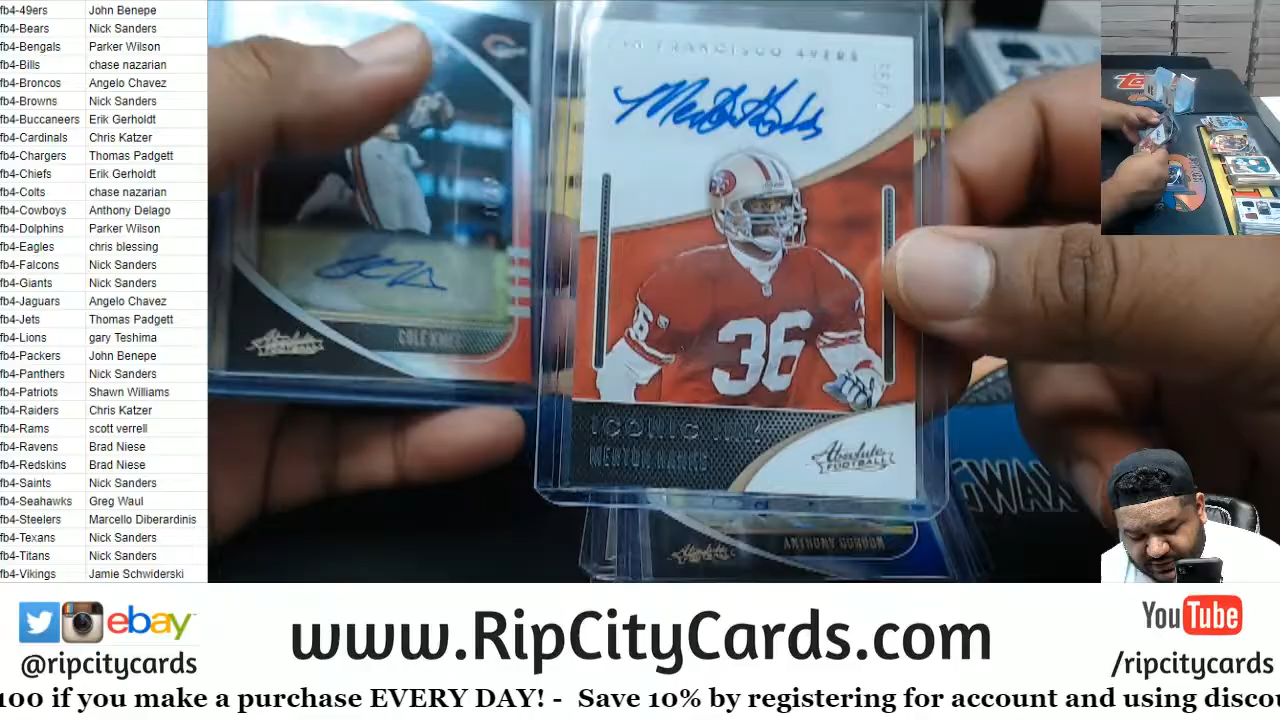 fb4-49ers John Benepe
fb4-Bears Nick Sanders
fb4-Bengals Parker Wilson
fb4-Bills chase nazarian
fb4-Broncos Angelo Chavez
fb4-Browns Nick Sanders
fb4-Buccaneers Erik Gerholdt
fb4-Cardinals Chris Katzer
fb4-Chargers Thomas Padgett
fb4-Chiefs Erik Gerholdt
fb4-Colts chase nazarian
fb4-Cowboys Anthony Delago
fb4-Dolphins Parker Wilson
fb4-Eagles chris blessing
fb4-Falcons Nick Sanders
fb4-Giants Nick Sanders
fb4-Jaguars Angelo Chavez
fb4-Jets Thomas Padgett
fb4-Lions gary Teshima
fb4-Packers John Benepe
fb4-Panthers Nick Sanders
fb4-Patriots Shawn Williams
fb4-Raiders Chris Katzer
fb4-Rams scott verrell
fb4-Ravens Brad Niese
fb4-Redskins Brad Niese
fb4-Saints Nick Sanders
fb4-Seahawks Greg Waul
fb4-Steelers Marcello Diberardinis
fb4-Texans Nick Sanders
fb4-Titans Nick Sanders
fb4-Vikings Jamie Schwiderski
SAN FRANCISCO 49ERS
36
ICONIC INK
MERTON HANKS
Absolute
FOOTBALL
Absolute
FOOTBALL
ANTHONY GORDON
ebay
@ripcitycards
www.RipCityCards.com
YouTube
/ripcitycards
100 if you make a purchase EVERY DAY! - Save 10% by registering for account and using